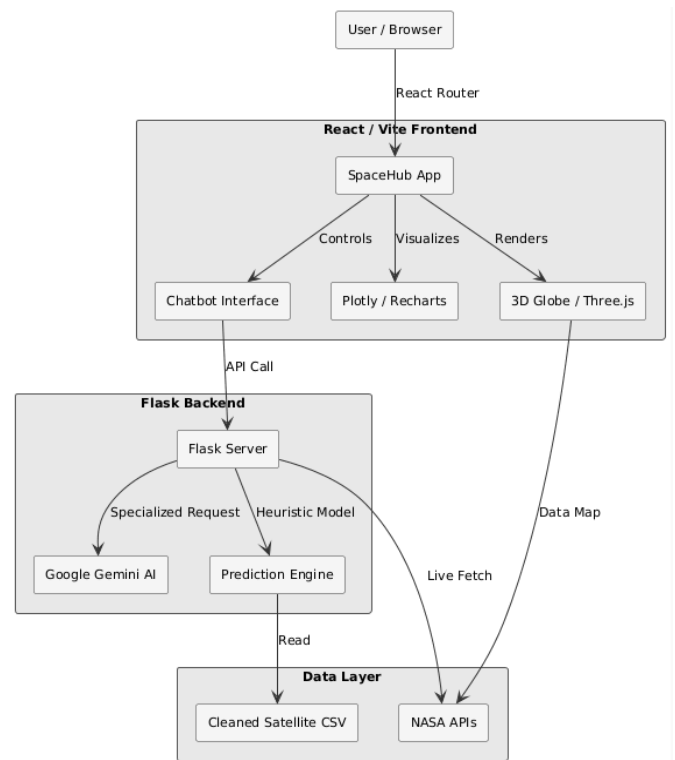 User / Browser
React Router
React / Vite Frontend
SpaceHub App
Controls
Visualizes
Renders
Chatbot Interface
Plotly / Recharts
3D Globe / Three.js
API Call
Flask Backend
Flask Server
Specialized Request
Heuristic Model
Data Map
Google Gemini AI
Prediction Engine
Live Fetch
Read
Data Layer
Cleaned Satellite CSV
NASA APIs